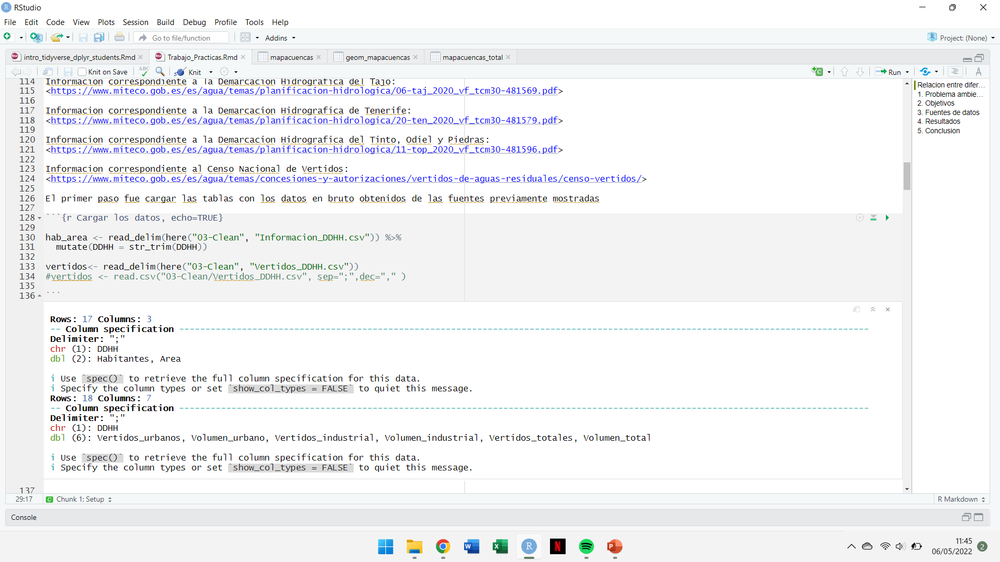 RStudio
File Edit Code View Plots Session Build Debug Profile Tools Help
Go to file/function Addins Project: (None)
intro_tidyverse_dplyr_students.Rmd Trabajo_Practicas.Rmd mapacuencas geom_mapacuencas mapacuencas_total
Knit on Save ABC Knit Run
114 Informacion correspondiente a la Demarcacion Hidrografica del Tajo:
115 <https://www.miteco.gob.es/es/agua/temas/planificacion-hidrologica/06-taj_2020_vf_tcm30-481569.pdf>
116
117 Informacion correspondiente a la Demarcacion Hidrografica de Tenerife:
118 <https://www.miteco.gob.es/es/agua/temas/planificacion-hidrologica/20-ten_2020_vf_tcm30-481579.pdf>
119
120 Informacion correspondiente a la Demarcacion Hidrografica del Tinto, Odiel y Piedras:
121 <https://www.miteco.gob.es/es/agua/temas/planificacion-hidrologica/11-top_2020_vf_tcm30-481596.pdf>
122
123 Informacion correspondiente al Censo Nacional de Vertidos:
124 <https://www.miteco.gob.es/es/agua/temas/concesiones-y-autorizaciones/vertidos-de-aguas-residuales/censo-vertidos/>
125
126 El primer paso fue cargar las tablas con los datos en bruto obtenidos de las fuentes previamente mostradas
127
128 ```{r Cargar los datos, echo=TRUE}
129
130 hab_area <- read_delim(here("03-Clean", "Informacion_DDHH.csv")) %>%
131   mutate(DDHH = str_trim(DDHH))
132
133 vertidos<- read_delim(here("03-Clean", "Vertidos_DDHH.csv"))
134 #vertidos <- read.csv("03-Clean/Vertidos_DDHH.csv", sep=";",dec="," )
135
136 ```
Rows: 17 Columns: 3
-- Column specification ------------------------------------------------------------
Delimiter: ";"
chr (1): DDHH
dbl (2): Habitantes, Area
i Use `spec()` to retrieve the full column specification for this data.
i Specify the column types or set `show_col_types = FALSE` to quiet this message.
Rows: 18 Columns: 7
-- Column specification ------------------------------------------------------------
Delimiter: ";"
chr (1): DDHH
dbl (6): Vertidos_urbanos, Volumen_urbano, Vertidos_industrial, Volumen_industrial, Vertidos_totales, Volumen_total
i Use `spec()` to retrieve the full column specification for this data.
i Specify the column types or set `show_col_types = FALSE` to quiet this message.
137
Relacion entre difer...
1. Problema ambie...
2. Objetivos
3. Fuentes de datos
4. Resultados
5. Conclusion
29:17 Chunk 1: Setup R Markdown
Console
11:45
06/05/2022 2